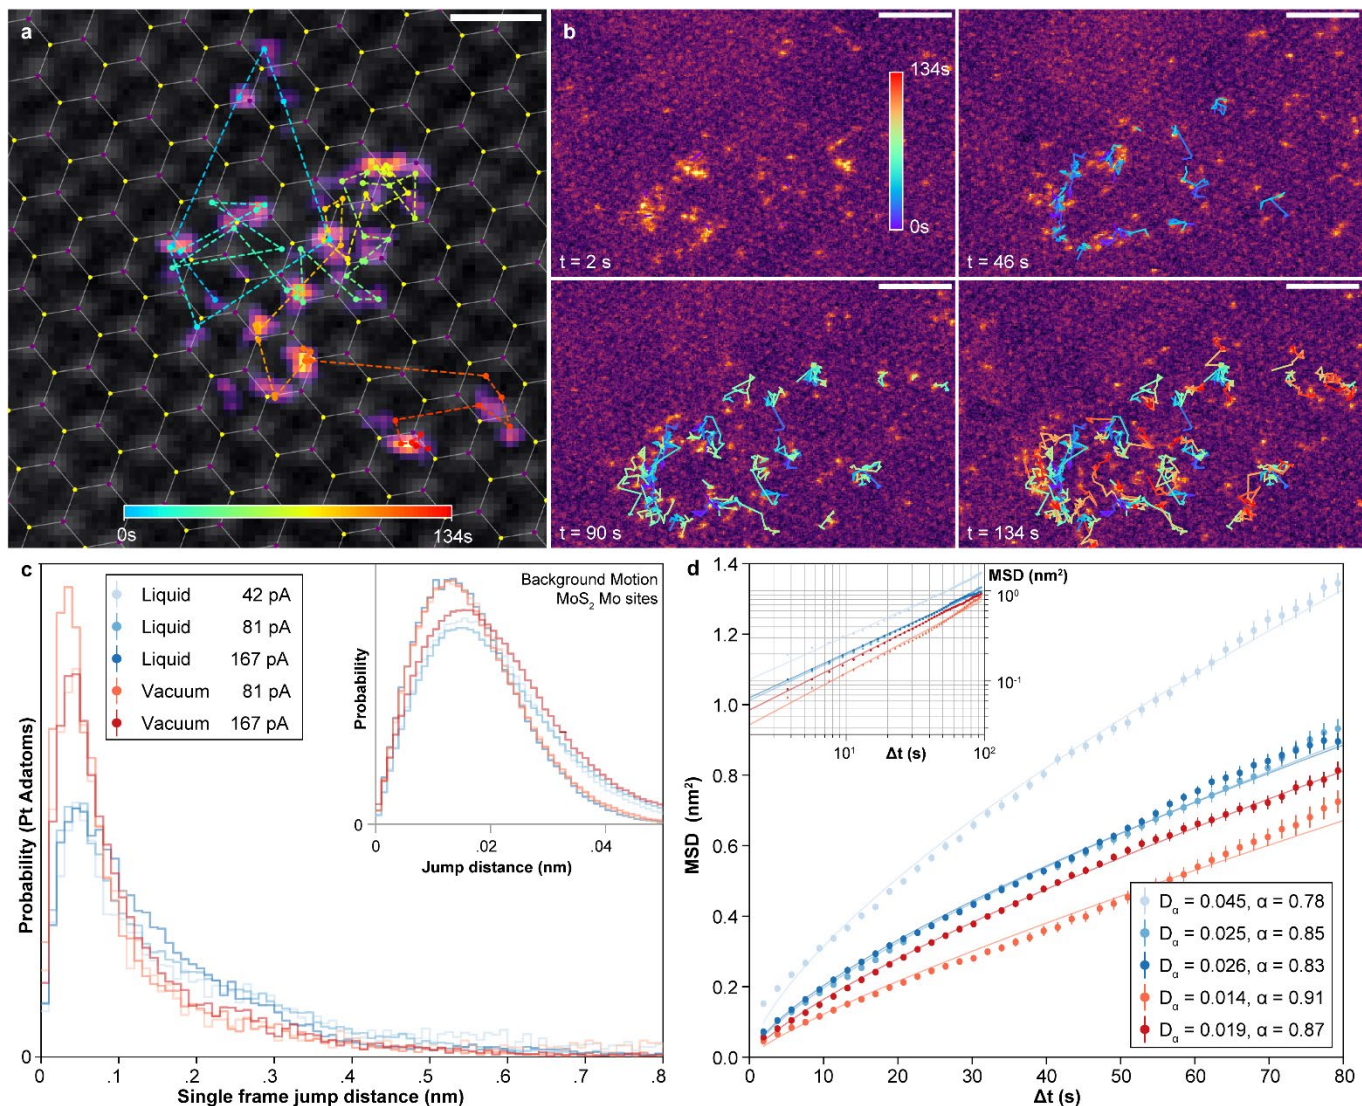 a
0s
134s
b
134s
0s
t = 2 s
t = 46 s
t = 90 s
t = 134 s
c
Liquid 42 pA
Liquid 81 pA
Liquid 167 pA
Vacuum 81 pA
Vacuum 167 pA
Probability (Pt Adatoms)
0
0 .1 .2 .3 .4 .5 .6 .7 .8
Single frame jump distance (nm)
Background Motion
MoS₂ Mo sites
Probability
0
0 .02 .04
Jump distance (nm)
d
1.4
1.2
1.0
0.8
0.6
0.4
0.2
0.0
MSD (nm²)
0 10 20 30 40 50 60 70 80
Δt (s)
MSD (nm²)
10⁰
10⁻¹
10¹ 10²
Δt (s)
Dα = 0.045, α = 0.78
Dα = 0.025, α = 0.85
Dα = 0.026, α = 0.83
Dα = 0.014, α = 0.91
Dα = 0.019, α = 0.87